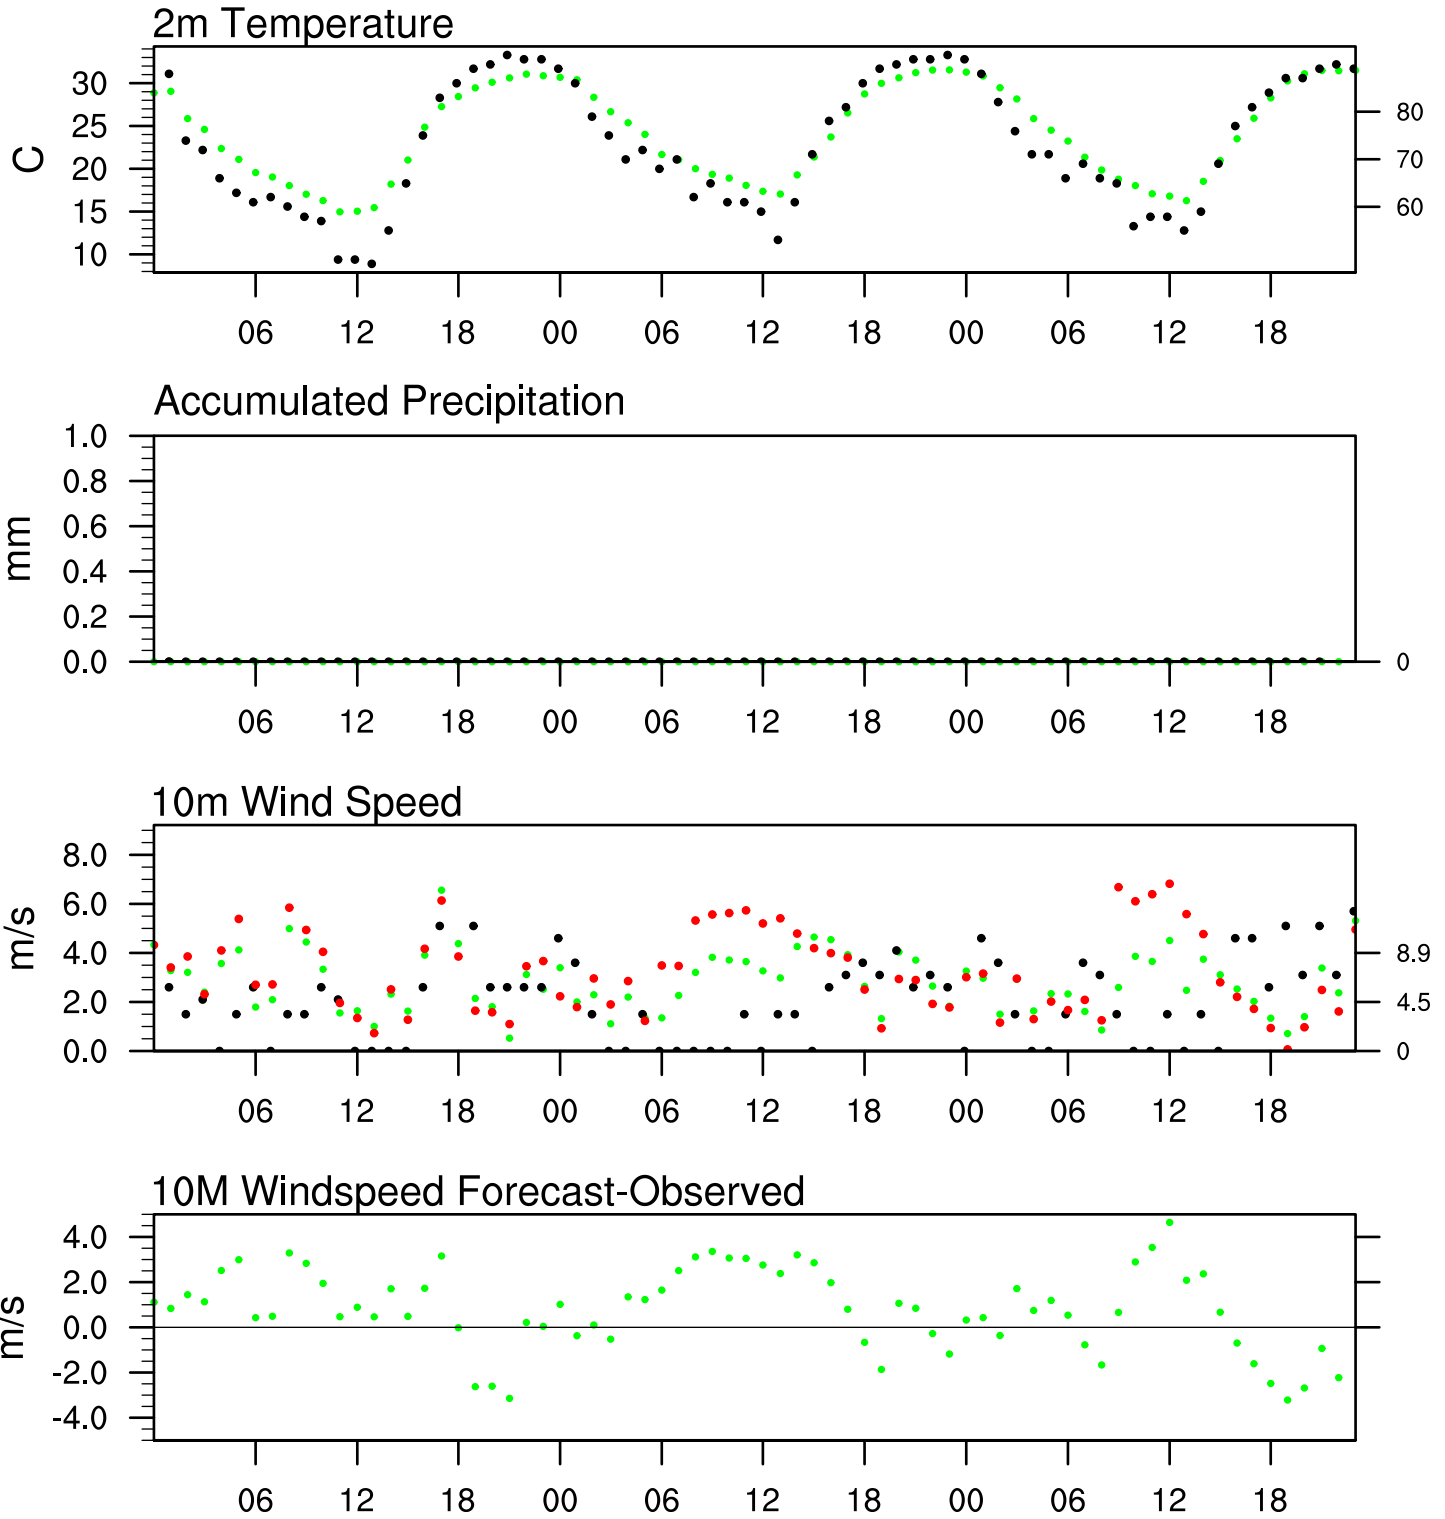 2m Temperature
30
25
20
15
10
C
80
70
60
06 12 18 00 06 12 18 00 06 12 18
Accumulated Precipitation
1.0
0.8
0.6
0.4
0.2
0.0
mm
0
06 12 18 00 06 12 18 00 06 12 18
10m Wind Speed
8.0
6.0
4.0
2.0
0.0
m/s
8.9
4.5
0
06 12 18 00 06 12 18 00 06 12 18
10M Windspeed Forecast-Observed
4.0
2.0
0.0
-2.0
-4.0
m/s
06 12 18 00 06 12 18 00 06 12 18